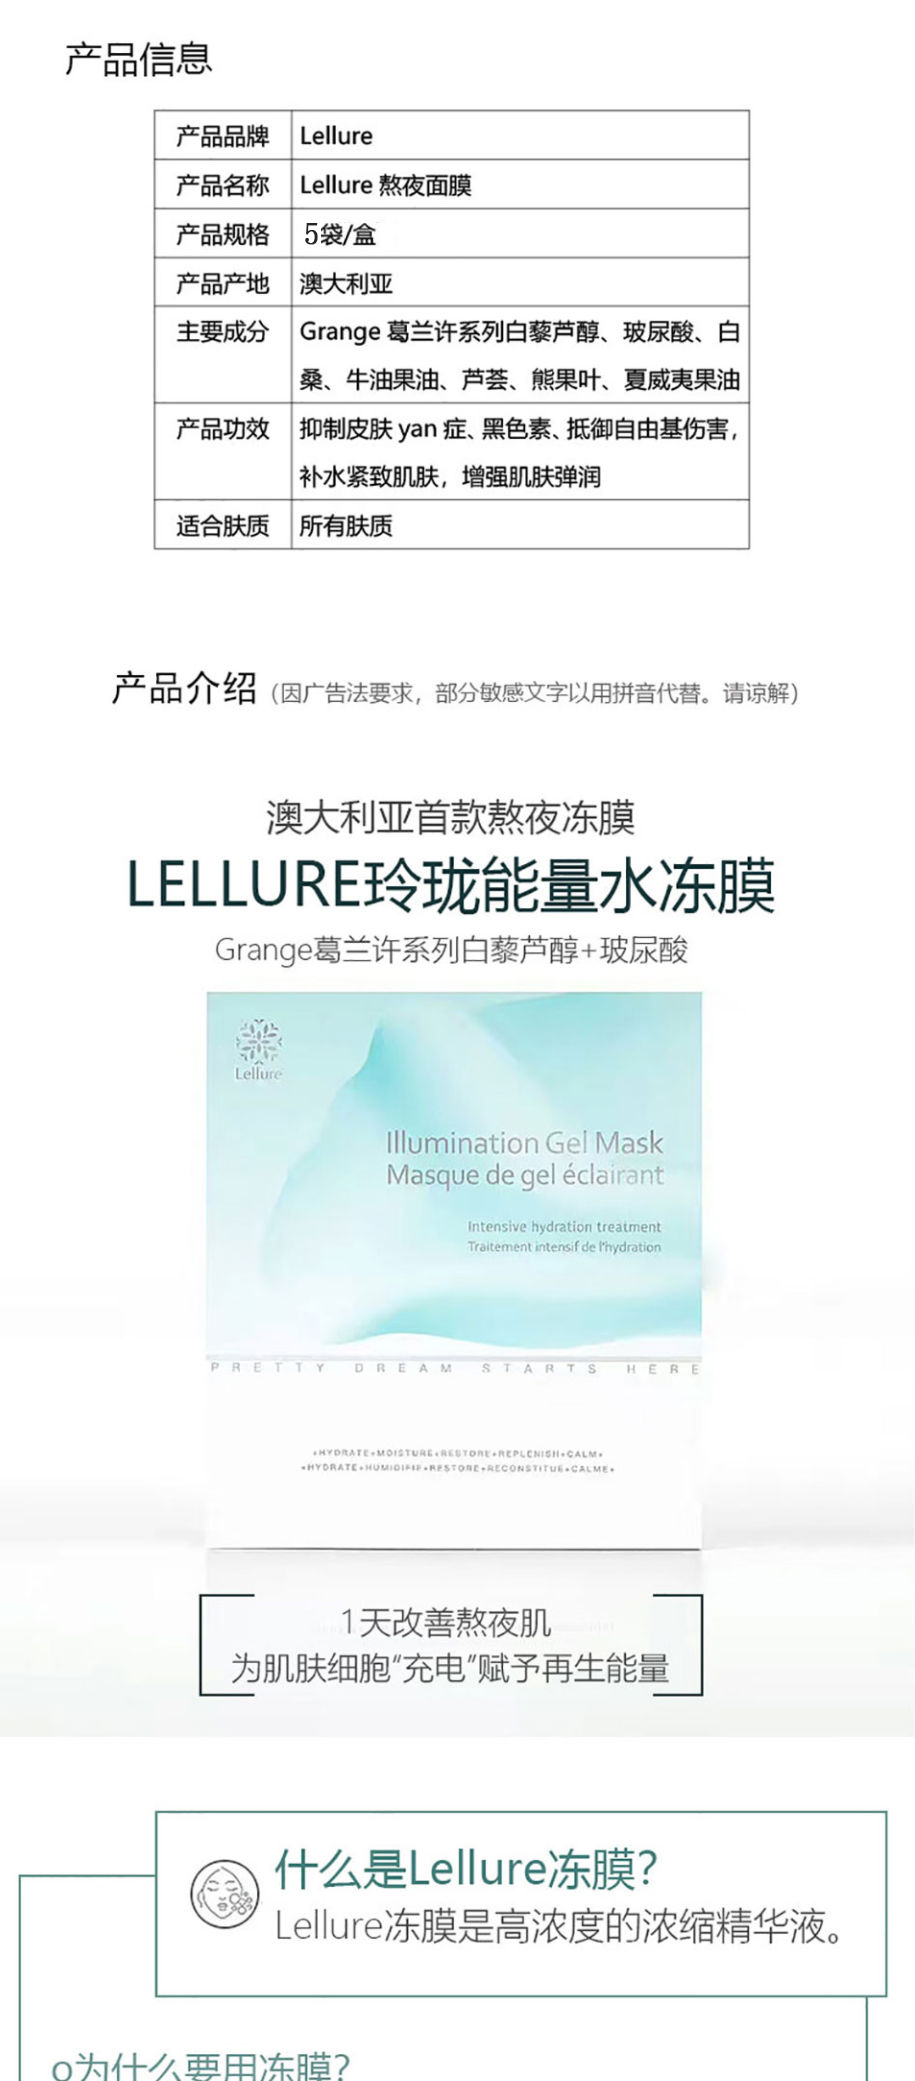 产品信息
产品品牌 Lellure
产品名称 Lellure 熬夜面膜
产品规格 5袋/盒
产品产地 澳大利亚
主要成分 Grange 葛兰许系列白藜芦醇、玻尿酸、白
桑、牛油果油、芦荟、熊果叶、夏威夷果油
产品功效 抑制皮肤 yan 症、黑色素、抵御自由基伤害，
补水紧致肌肤，增强肌肤弹润
适合肤质 所有肤质
产品介绍（因广告法要求，部分敏感文字以用拼音代替。请谅解）
澳大利亚首款熬夜冻膜
LELLURE玲珑能量水冻膜
Grange葛兰许系列白藜芦醇+玻尿酸
Lellure
Illumination Gel Mask
Masque de gel éclairant
Intensive hydration treatment
Traitement intensif de l'hydration
PRETTY DREAM STARTS HERE
•HYDRATE•MOISTURE•RESTORE•REPLENISH•CALM•
•HYDRATE•HUMIDIFIE•RESTORE•RECONSTITUE•CALME•
1天改善熬夜肌
为肌肤细胞“充电”赋予再生能量
什么是Lellure冻膜？
Lellure冻膜是高浓度的浓缩精华液。
o为什么要用冻膜？